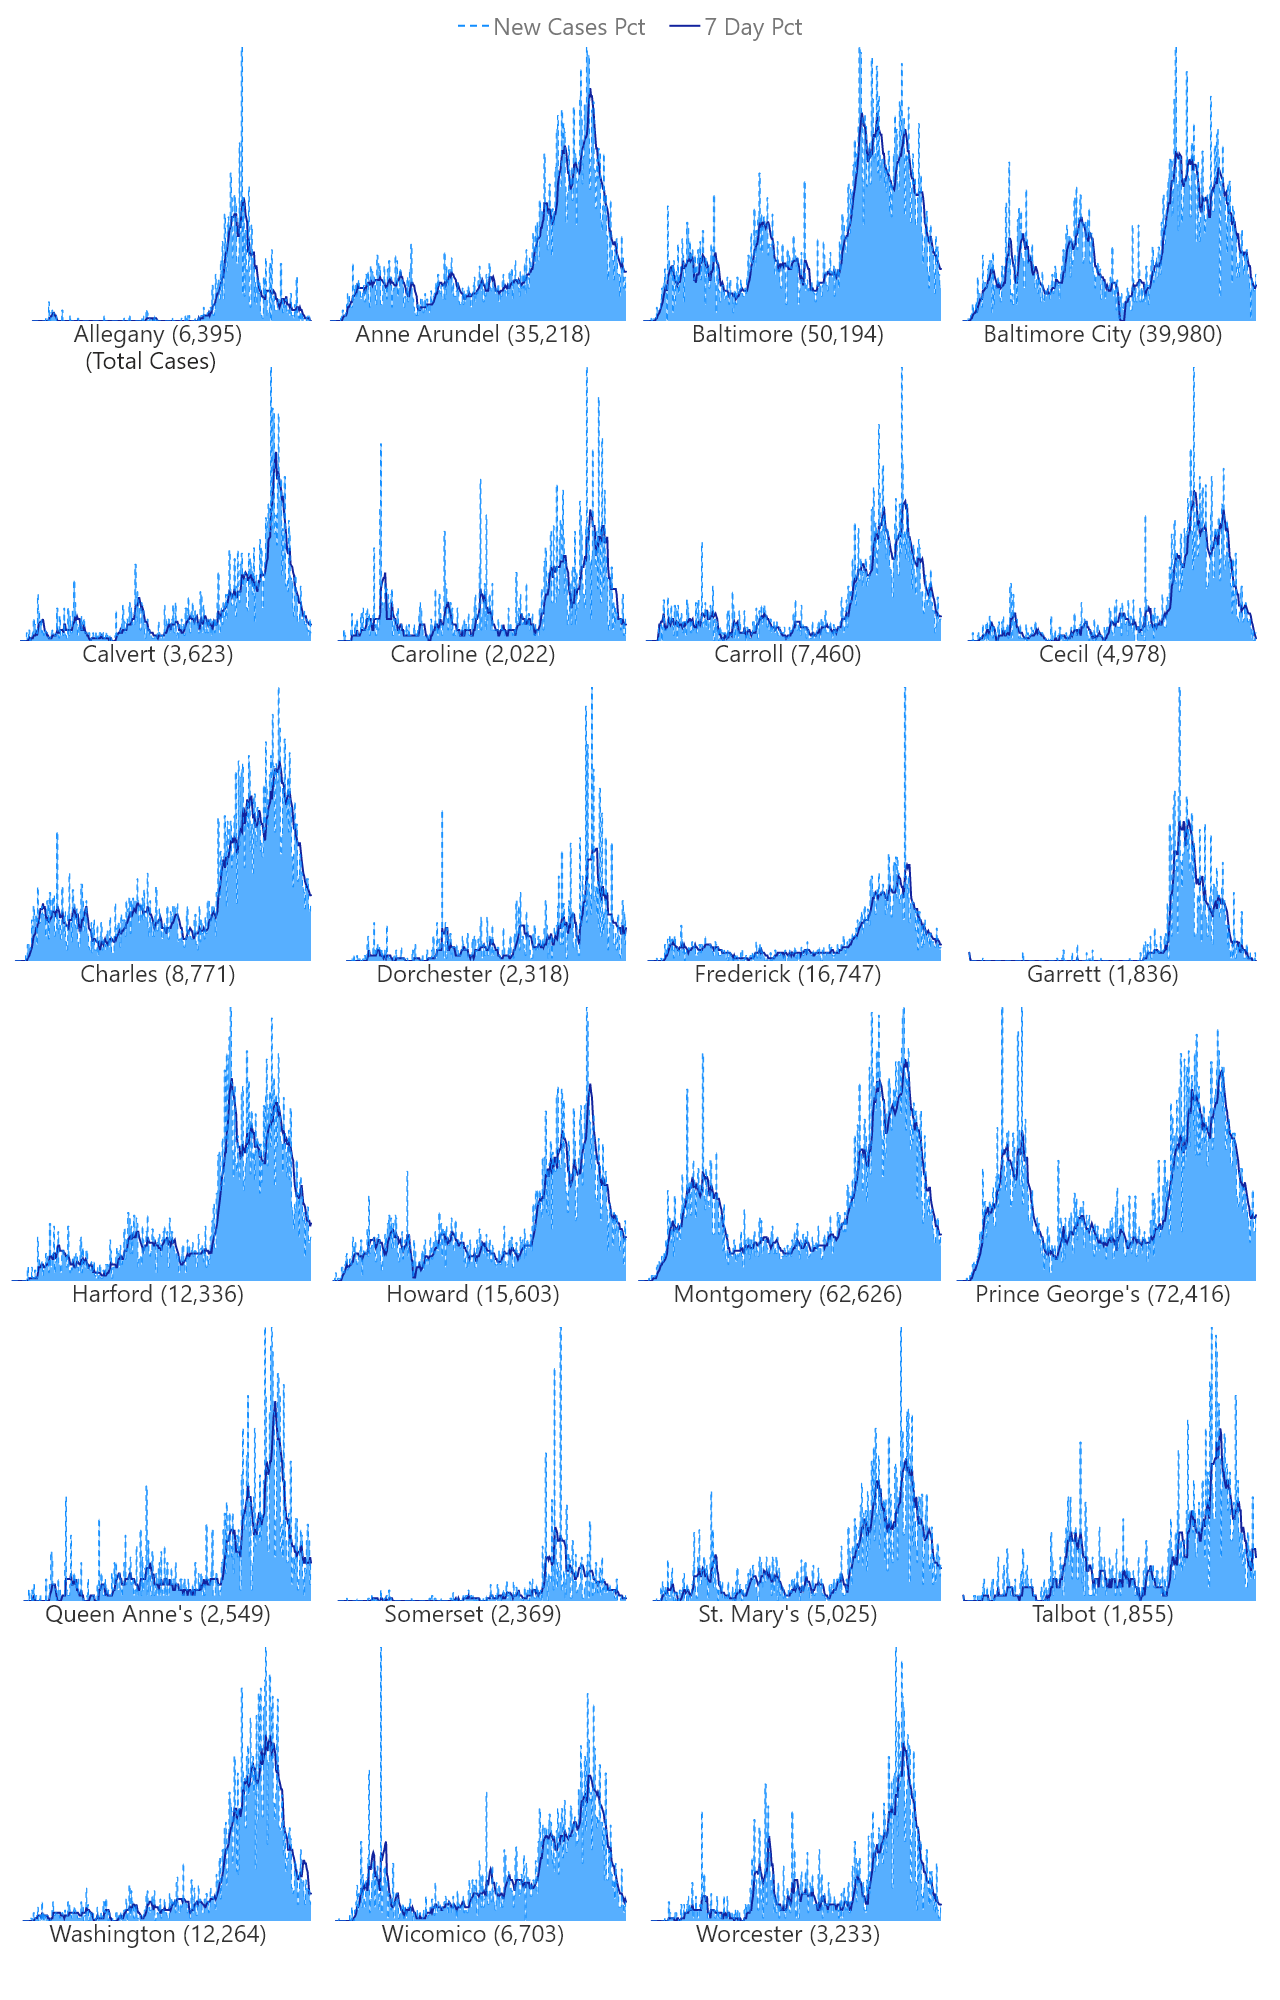 New Cases Pct 7 Day Pct
Allegany (6,395)
(Total Cases)
Anne Arundel (35,218)
Baltimore (50,194)
Baltimore City (39,980)
Calvert (3,623)
Caroline (2,022)
Carroll (7,460)
Cecil (4,978)
Charles (8,771)
Dorchester (2,318)
Frederick (16,747)
Garrett (1,836)
Harford (12,336)
Howard (15,603)
Montgomery (62,626)
Prince George's (72,416)
Queen Anne's (2,549)
Somerset (2,369)
St. Mary's (5,025)
Talbot (1,855)
Washington (12,264)
Wicomico (6,703)
Worcester (3,233)